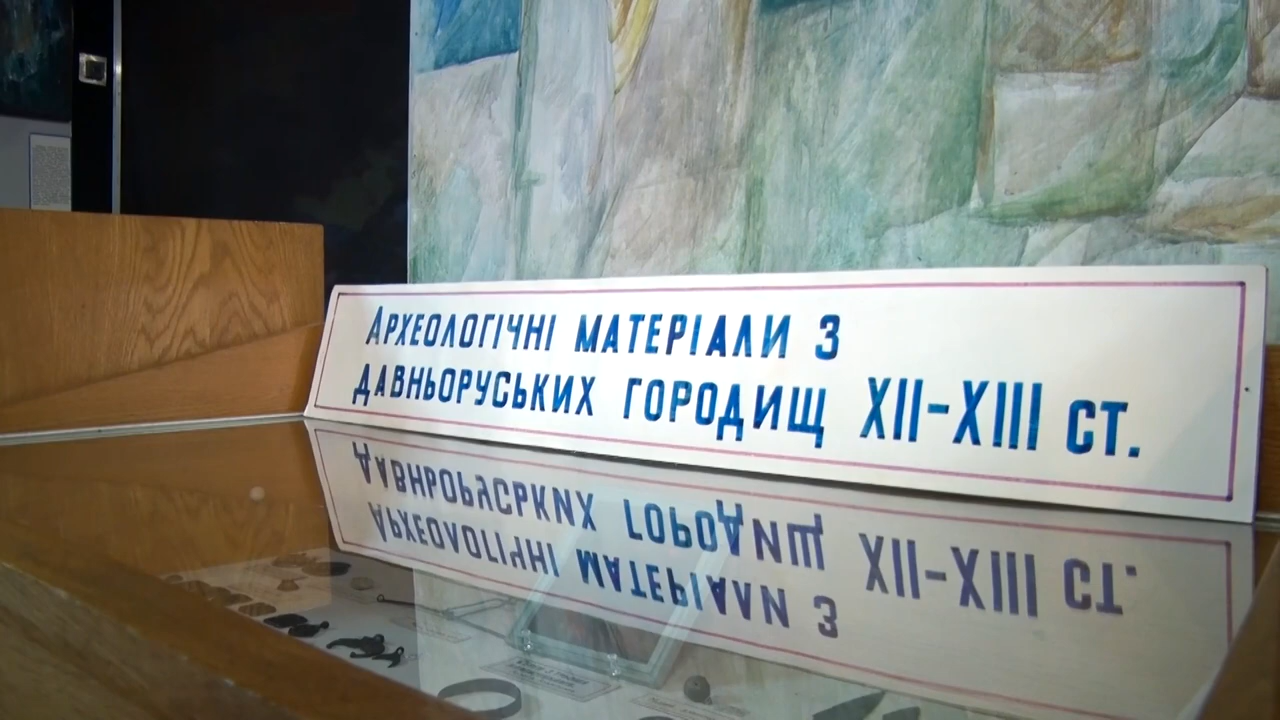 Археологічні матеріали з
давньоруських городищ XII-XIII ст.